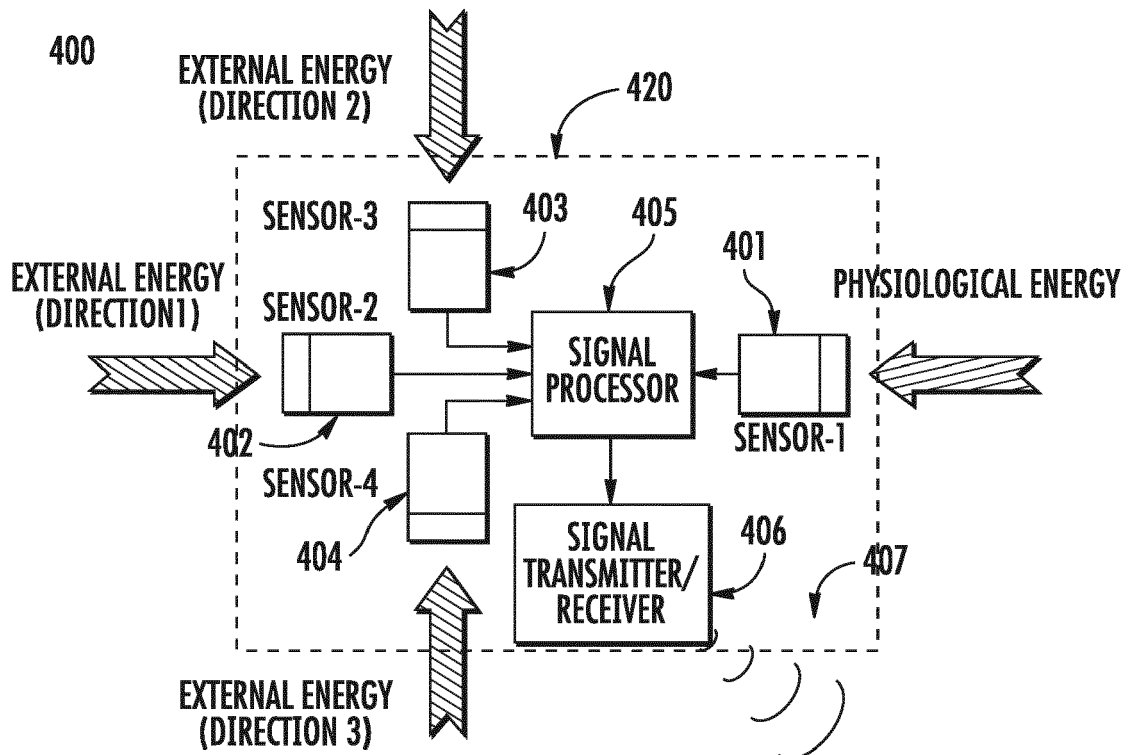 400
EXTERNAL ENERGY
(DIRECTION 2)
420
SENSOR-3
403
405
401
EXTERNAL ENERGY
(DIRECTION1)
SENSOR-2
PHYSIOLOGICAL ENERGY
SIGNAL
PROCESSOR
402
SENSOR-1
SENSOR-4
404
SIGNAL
TRANSMITTER/
RECEIVER
406
407
EXTERNAL ENERGY
(DIRECTION 3)